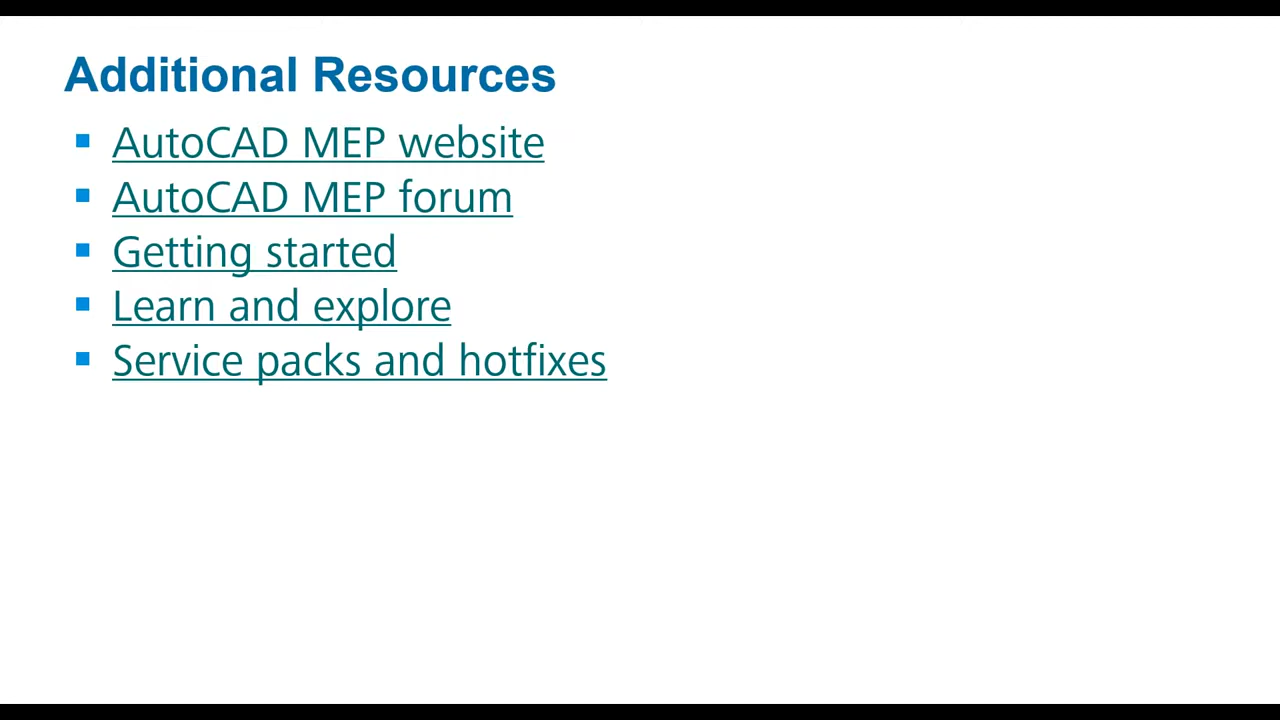 Additional Resources
AutoCAD MEP website
AutoCAD MEP forum
Getting started
Learn and explore
Service packs and hotfixes